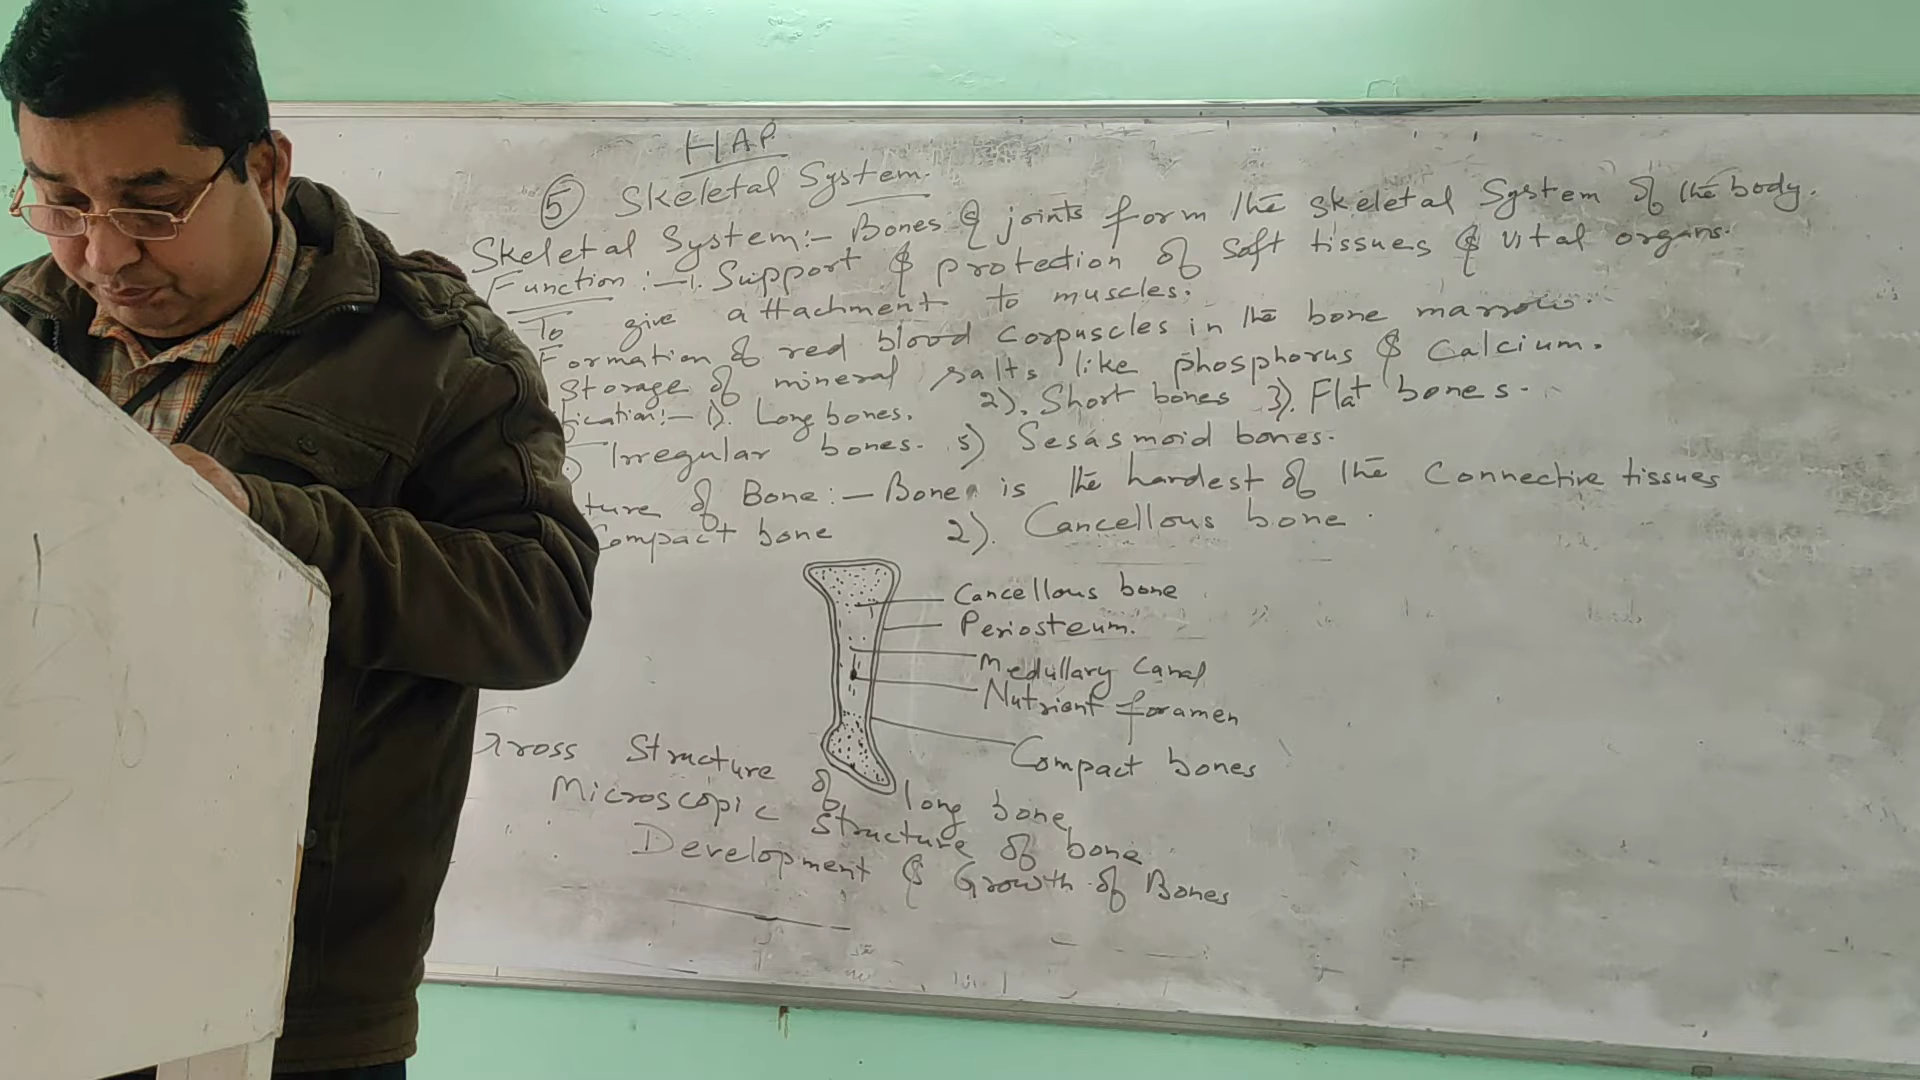 HAP
5 Skeletal System.
Skeletal System:- Bones & joints form the skeletal System of the body.
Function:- 1. Support & protection of soft tissues & vital organs.
To give attachment to muscles.
Formation of red blood corpuscles in the bone marrow.
Storage of mineral salts like phosphorus & Calcium.
fication:- 1). Long bones. 2). Short bones 3). Flat bones.
) Irregular bones. 5) Sesasmoid bones.
ture of Bone:- Bone is the hardest of the Connective tissues
Compact bone 2). Cancellous bone.
Cancellous bone
Periosteum.
Medullary Canal
Nutrient foramen
Compact bones
Gross Structure of long bone
Microscopic Structure of bone
Development & Growth of Bones